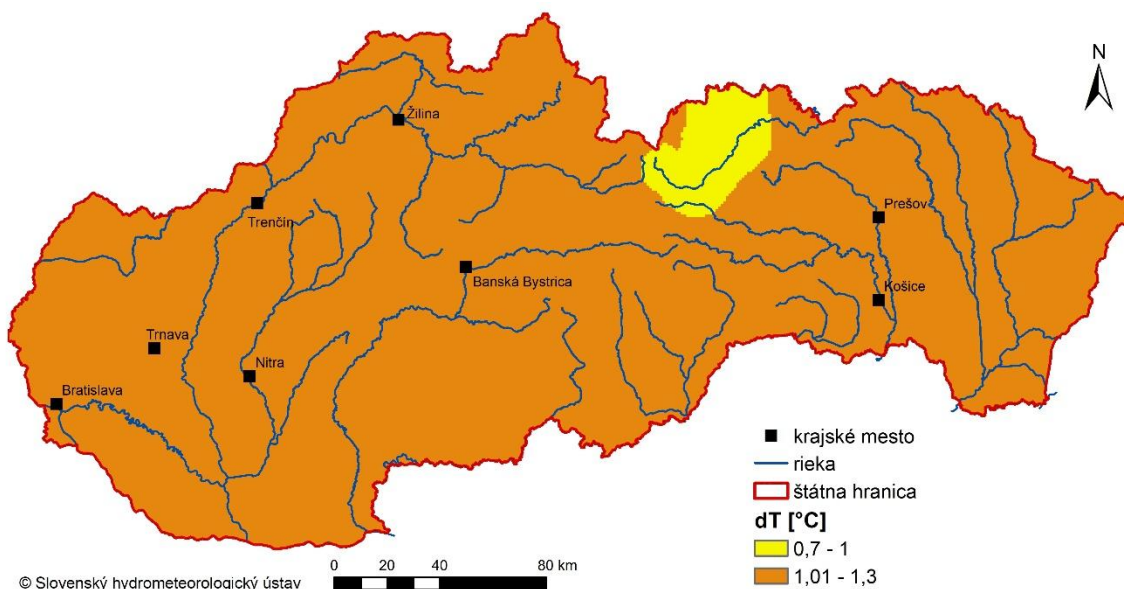 N
Žilina
Trenčín
Prešov
Banská Bystrica
Košice
Trnava
Nitra
Bratislava
krajské mesto
rieka
štátna hranica
dT [°C]
0,7 - 1
1,01 - 1,3
0 40 80 km
© Slovenský hydrometeorologický ústav